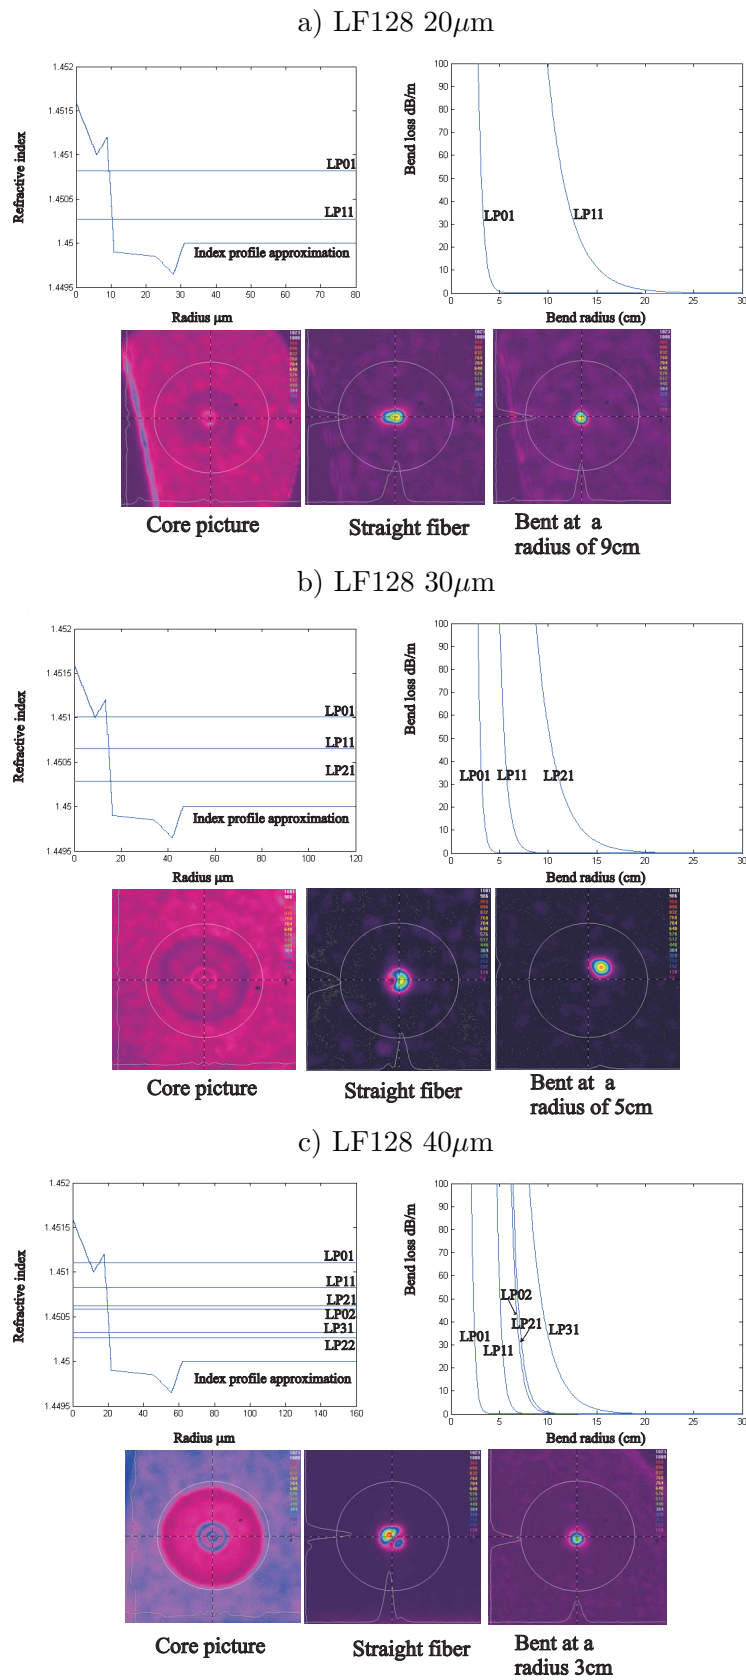 a) LF128 20μm
1.452
1.4515
1.451
1.4505
1.45
1.4495
Refractive index
LP01
LP11
Index profile approximation
0 10 20 30 40 50 60 70 80
Radius μm
100
90
80
70
60
50
40
30
20
10
0
Bend loss dB/m
LP01
LP11
0 5 10 15 20 25 30
Bend radius (cm)
Core picture
Straight fiber
Bent at a
radius of 9cm
b) LF128 30μm
1.452
1.4515
1.451
1.4505
1.45
1.4495
Refractive index
LP01
LP11
LP21
Index profile approximation
0 20 40 60 80 100 120
Radius μm
100
90
80
70
60
50
40
30
20
10
0
Bend loss dB/m
LP01 LP11 LP21
0 5 10 15 20 25 30
Bend radius (cm)
Core picture
Straight fiber
Bent at a
radius of 5cm
c) LF128 40μm
1.452
1.4515
1.451
1.4505
1.45
1.4495
Refractive index
LP01
LP11
LP21
LP02
LP31
LP22
Index profile approximation
0 20 40 60 80 100 120 140 160
Radius μm
100
90
80
70
60
50
40
30
20
10
0
Bend loss dB/m
LP02
LP21
LP01
LP11
LP31
0 5 10 15 20 25 30
Bend radius (cm)
Core picture
Straight fiber
Bent at a
radius 3cm